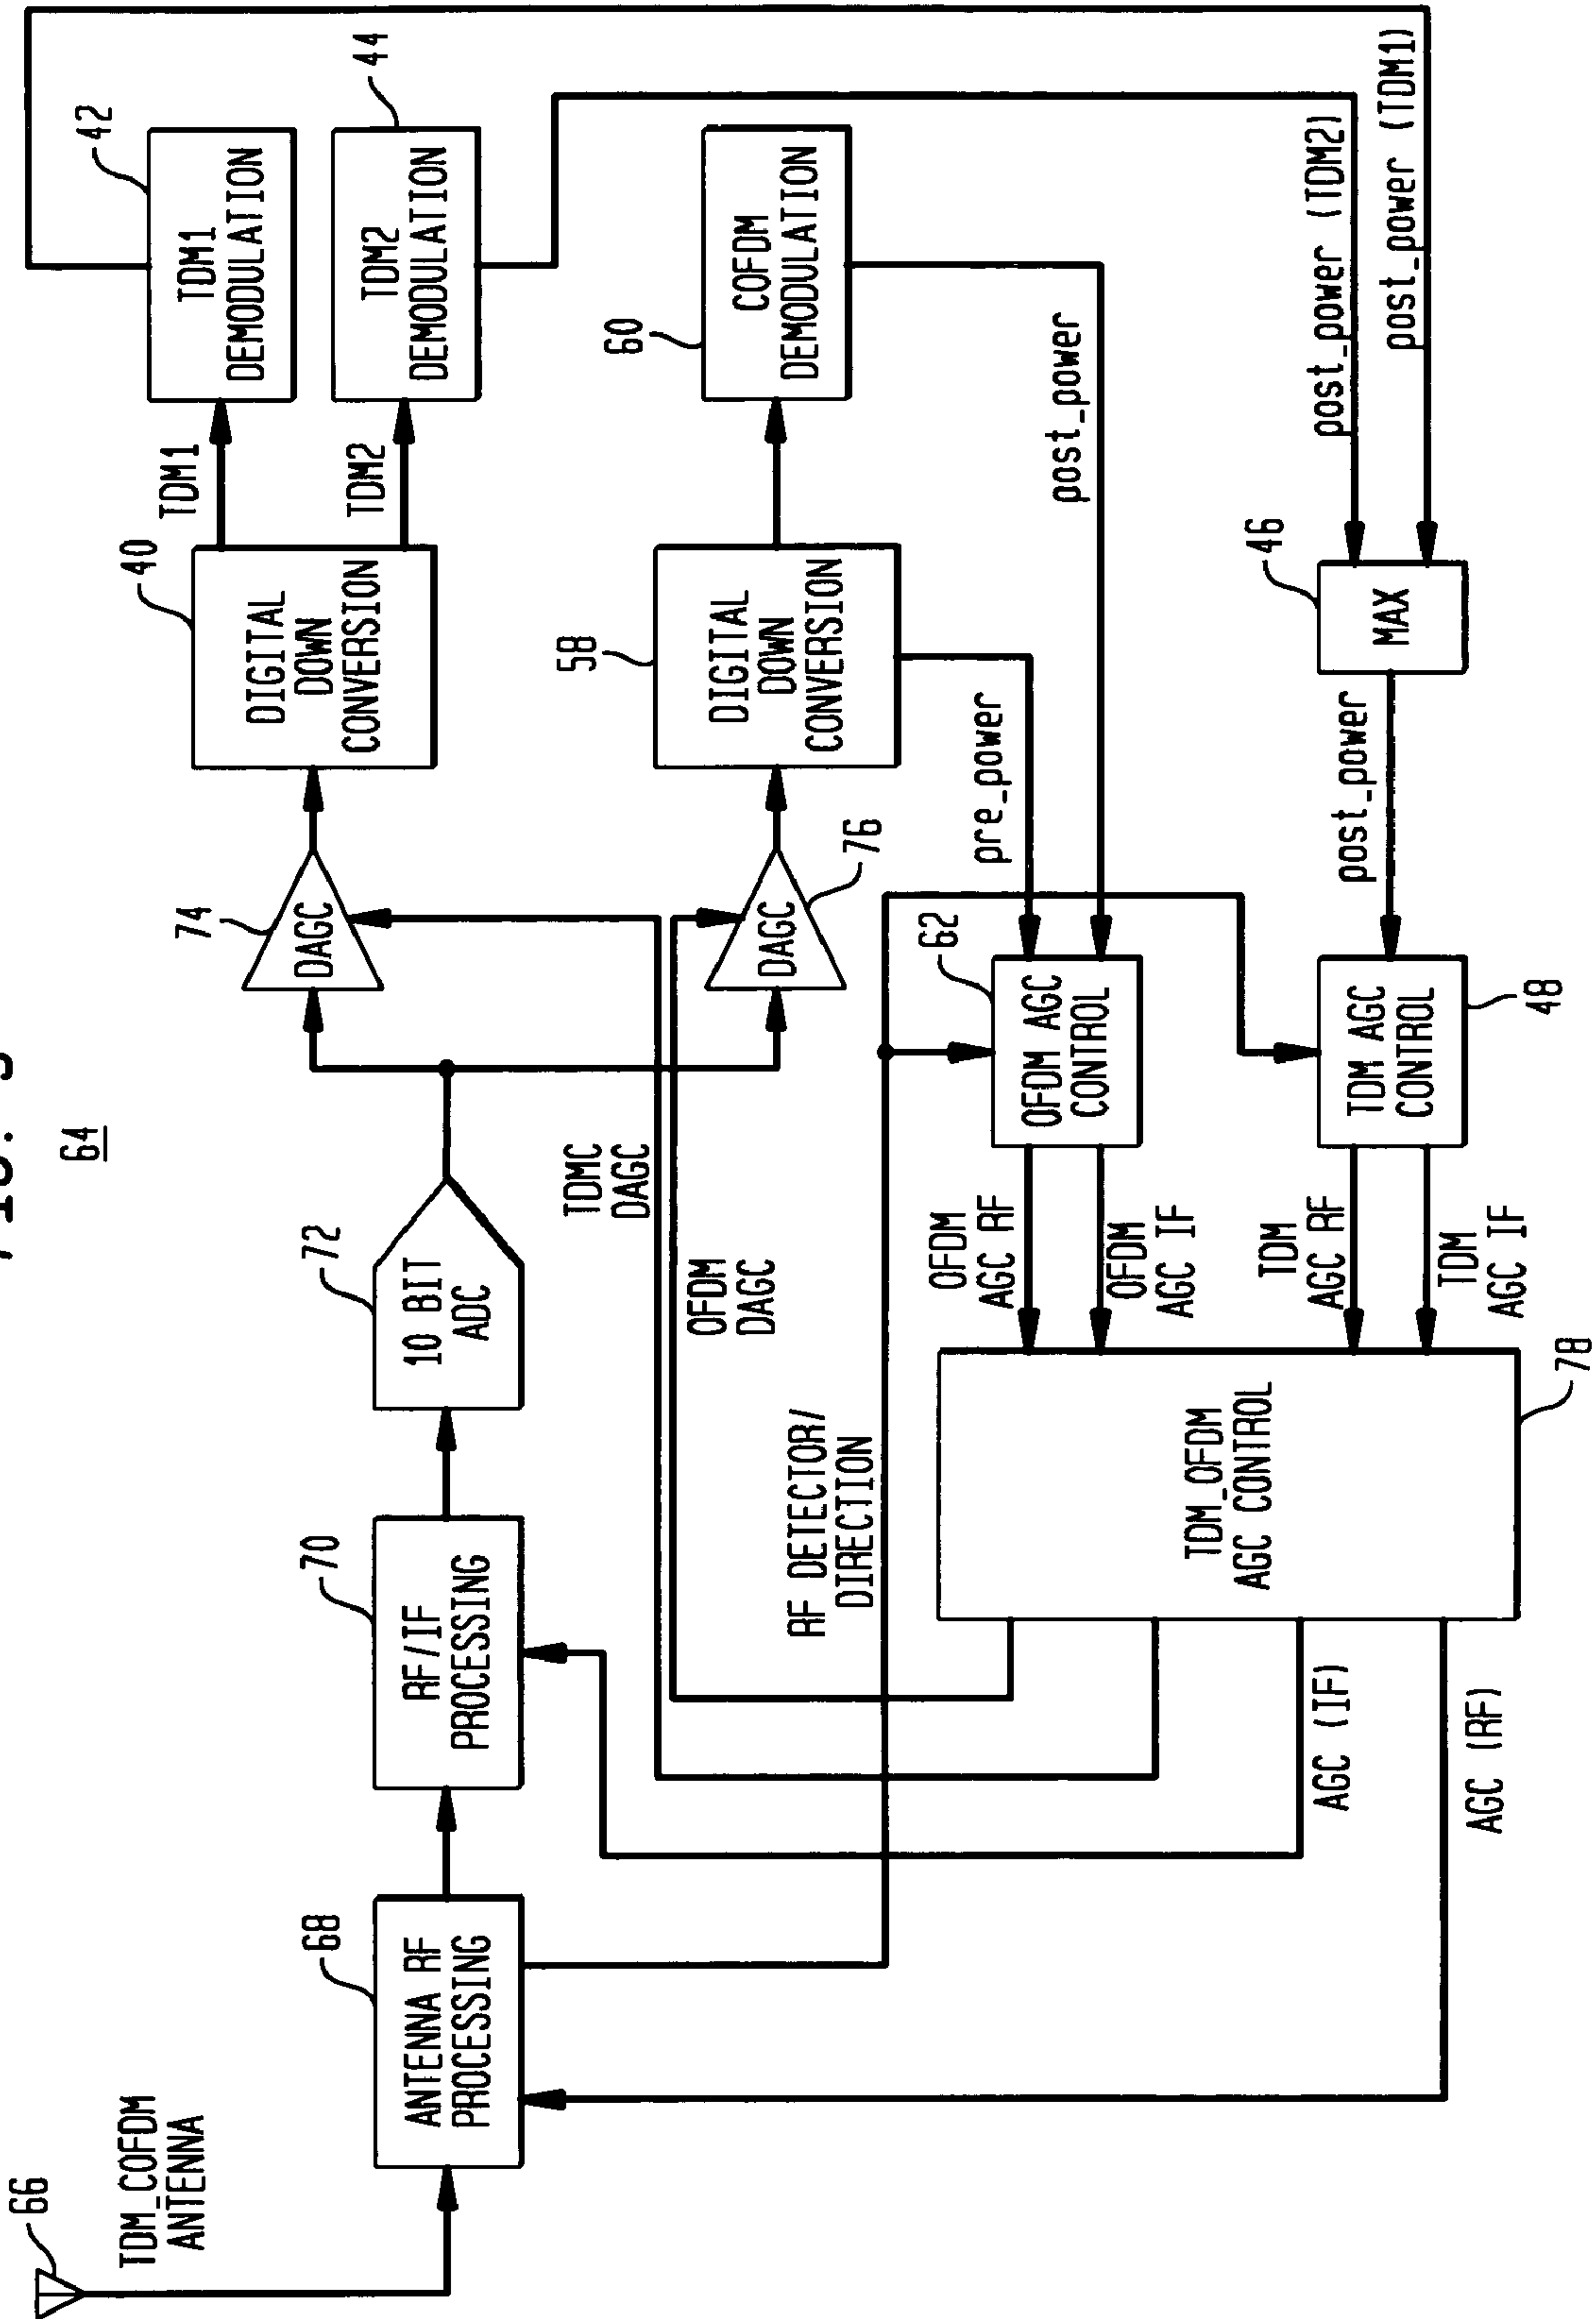 64
66
TDM_COFDM
ANTENNA
68
ANTENNA RF
PROCESSING
70
RF/IF
PROCESSING
72
10 BIT
ADC
74
DAGC
40
DIGITAL
DOWN
CONVERSION
TDM1
TDM2
42
TDM1
DEMODULATION
44
TDM2
DEMODULATION
TDMC
DAGC
OFDM
DAGC
76
DAGC
58
DIGITAL
DOWN
CONVERSION
60
COFDM
DEMODULATION
RF DETECTOR/
DIRECTION
pre_power
post_power
62
OFDM AGC
CONTROL
OFDM
AGC RF
OFDM
AGC IF
TDM_OFDM
AGC CONTROL
78
AGC (IF)
AGC (RF)
TDM
AGC RF
TDM
AGC IF
TDM AGC
CONTROL
48
post_power
46
MAX
post_power (TDM2)
post_power (TDM1)